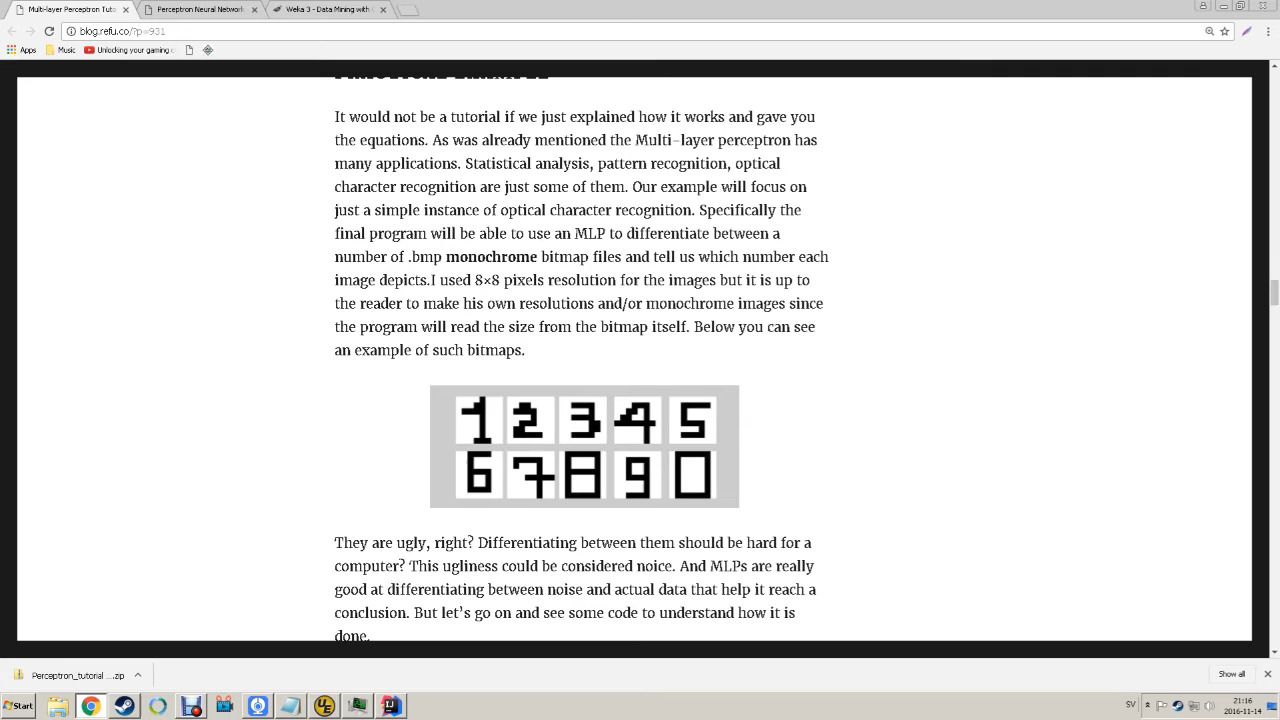 Multi-layer Perceptron Tuto
Perceptron Neural Network
Weka 3 - Data Mining with O
blog.refu.co/?p=931
Apps
Music
Unlocking your gaming c
It would not be a tutorial if we just explained how it works and gave you
the equations. As was already mentioned the Multi-layer perceptron has
many applications. Statistical analysis, pattern recognition, optical
character recognition are just some of them. Our example will focus on
just a simple instance of optical character recognition. Specifically the
final program will be able to use an MLP to differentiate between a
number of .bmp monochrome bitmap files and tell us which number each
image depicts.I used 8×8 pixels resolution for the images but it is up to
the reader to make his own resolutions and/or monochrome images since
the program will read the size from the bitmap itself. Below you can see
an example of such bitmaps.
1 2 3 4 5
6 7 8 9 0
They are ugly, right? Differentiating between them should be hard for a
computer? This ugliness could be considered noice. And MLPs are really
good at differentiating between noise and actual data that help it reach a
conclusion. But let's go on and see some code to understand how it is
done.
Perceptron_tutorial ....zip
Show all
Start
UE
IJ
SV
21:16
2016-11-14